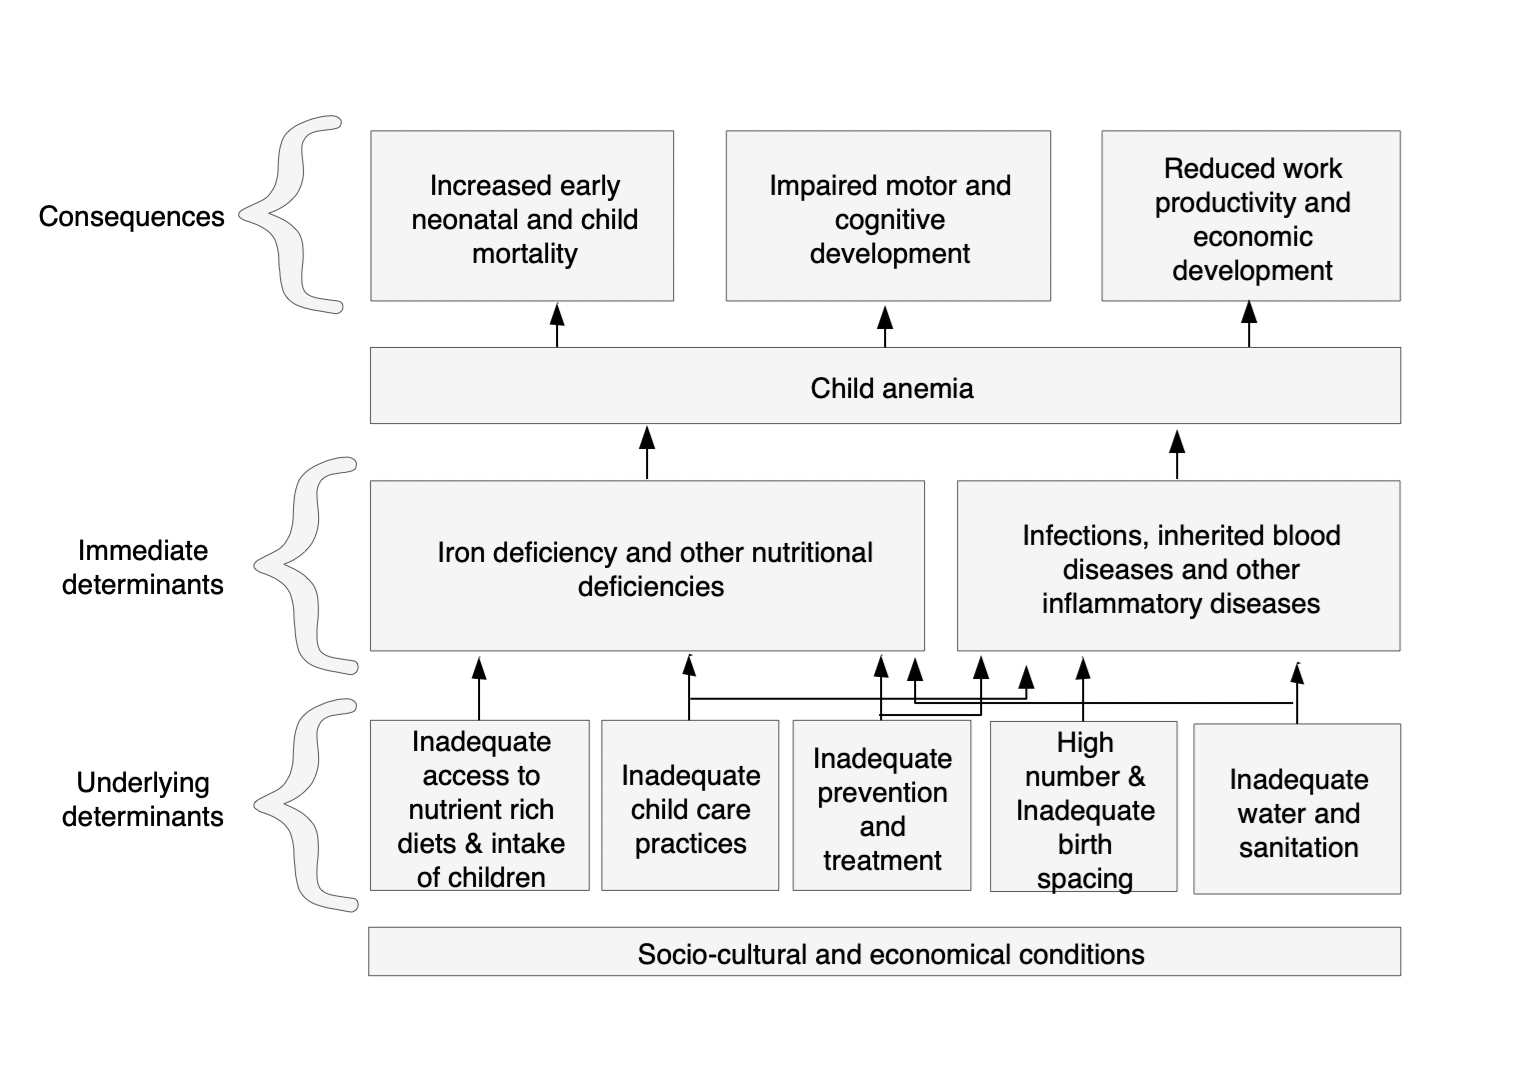 Consequences
Increased early
neonatal and child
mortality
Impaired motor and
cognitive
development
Reduced work
productivity and
economic
development
Child anemia
Immediate
determinants
Iron deficiency and other nutritional
deficiencies
Infections, inherited blood
diseases and other
inflammatory diseases
Underlying
determinants
Inadequate
access to
nutrient rich
diets & intake
of children
Inadequate
child care
practices
Inadequate
prevention
and
treatment
High
number &
Inadequate
birth
spacing
Inadequate
water and
sanitation
Socio-cultural and economical conditions